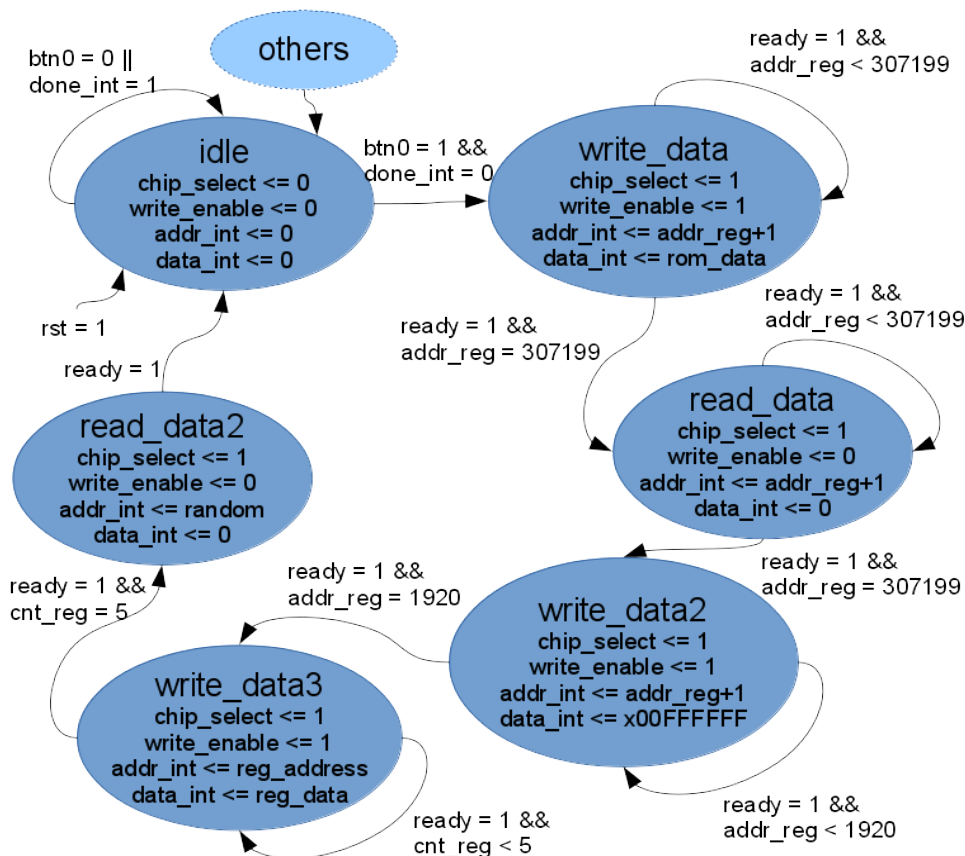 others
btn0 = 0 ||
done_int = 1
idle
chip_select <= 0
write_enable <= 0
addr_int <= 0
data_int <= 0
btn0 = 1 &&
done_int = 0
ready = 1 &&
addr_reg < 307199
write_data
chip_select <= 1
write_enable <= 1
addr_int <= addr_reg+1
data_int <= rom_data
rst = 1
ready = 1 &&
addr_reg = 307199
ready = 1 &&
addr_reg < 307199
read_data
chip_select <= 1
write_enable <= 0
addr_int <= addr_reg+1
data_int <= 0
ready = 1
read_data2
chip_select <= 1
write_enable <= 0
addr_int <= random
data_int <= 0
ready = 1 &&
addr_reg = 307199
write_data2
chip_select <= 1
write_enable <= 1
addr_int <= addr_reg+1
data_int <= x00FFFFFF
ready = 1 &&
addr_reg < 1920
ready = 1 &&
addr_reg = 1920
write_data3
chip_select <= 1
write_enable <= 1
addr_int <= reg_address
data_int <= reg_data
ready = 1 &&
cnt_reg < 5
ready = 1 &&
cnt_reg = 5